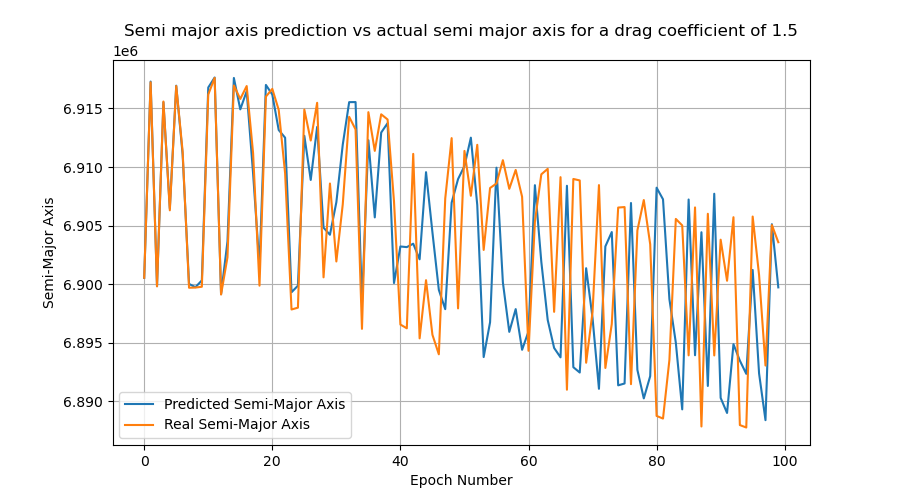 Semi major axis prediction vs actual semi major axis for a drag coefficient of 1.5
1e6
6.915
6.910
6.905
6.900
6.895
6.890
Semi-Major Axis
Predicted Semi-Major Axis
Real Semi-Major Axis
0 20 40 60 80 100
Epoch Number